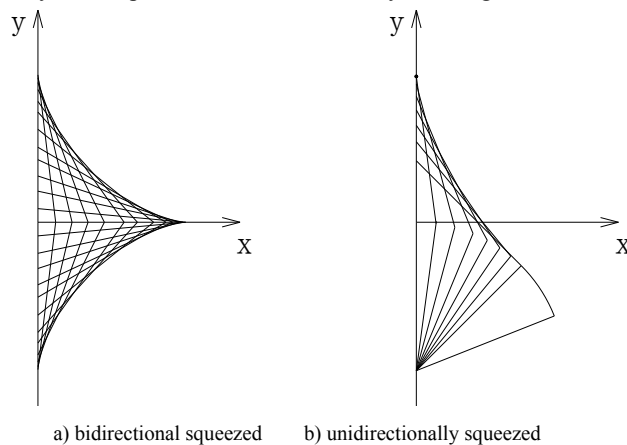 y
y
x
x
a) bidirectional squeezed
b) unidirectionally squeezed